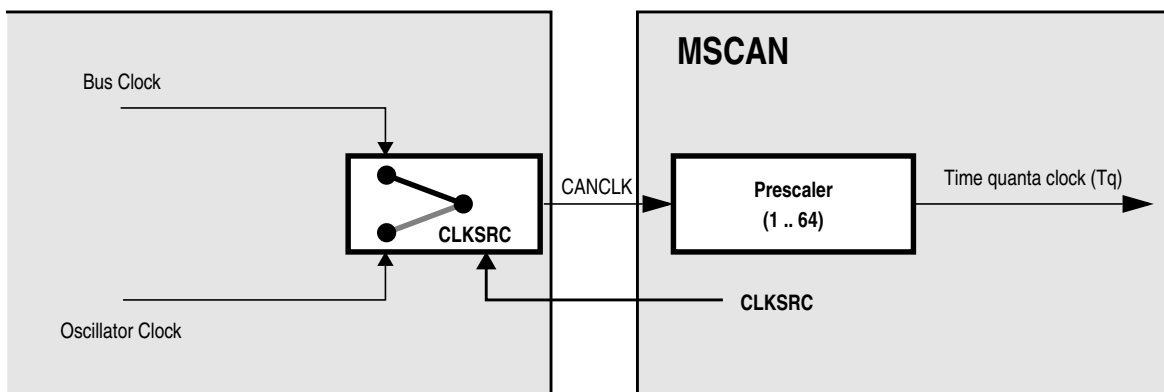 MSCAN
Bus Clock
CLKSRC
CANCLK
Prescaler
(1 .. 64)
Time quanta clock (Tq)
CLKSRC
Oscillator Clock